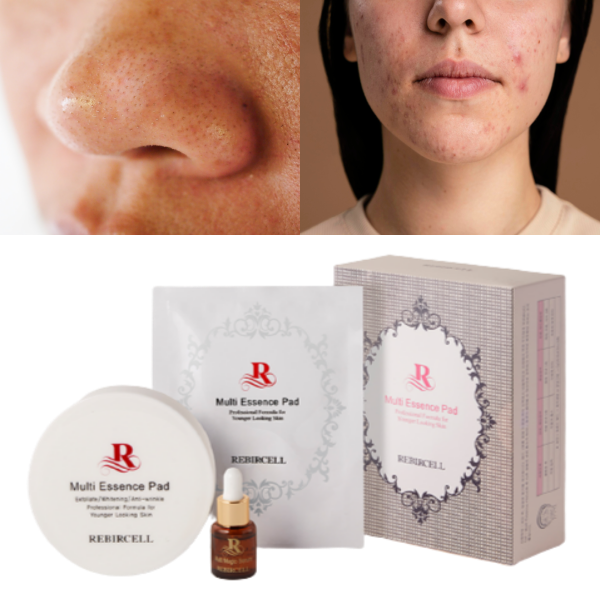 R
Multi Essence Pad
Professional Formula for
Younger Looking Skin
REBIRCELL
R
Multi Essence Pad
Professional Formula for
Younger Looking Skin
REBIRCELL
R
Multi Essence Pad
Exfoliate/Whitening/Anti-wrinkle
Professional Formula for
Younger Looking Skin
REBIRCELL
R
REBIRCELL